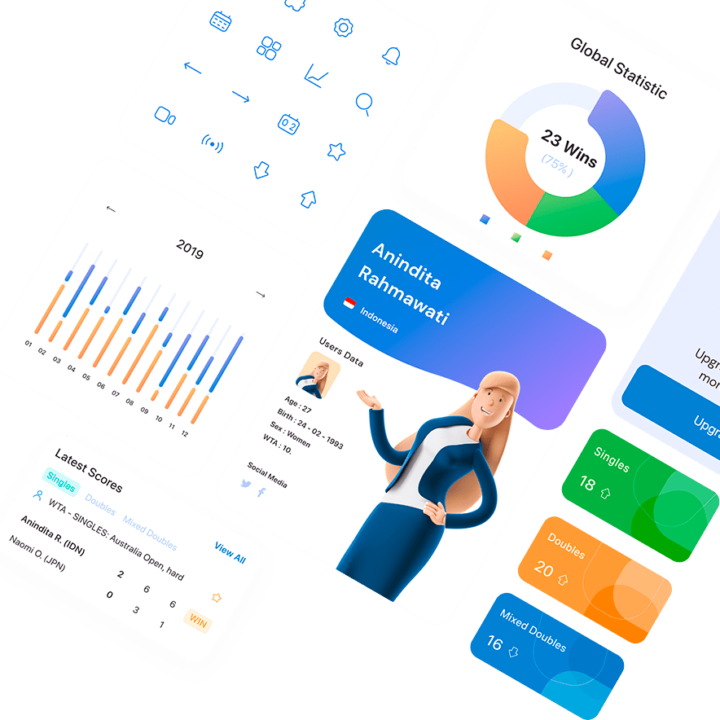 Global Statistic
23 Wins
(75%)
02
2019
01
02
03
04
05
06
07
08
09
10
11
12
Anindita
Rahmawati
Indonesia
Users Data
Age : 27
Birth : 24 - 02 - 1993
Sex : Women
WTA : 10.
Social Media
Latest Scores
View All
Singles
Doubles
Mixed Doubles
WTA - SINGLES: Australia Open, hard
Anindita R. (IDN)
2
6
6
Naomi O. (JPN)
0
3
1
WIN
Singles
18
Doubles
20
Mixed Doubles
16